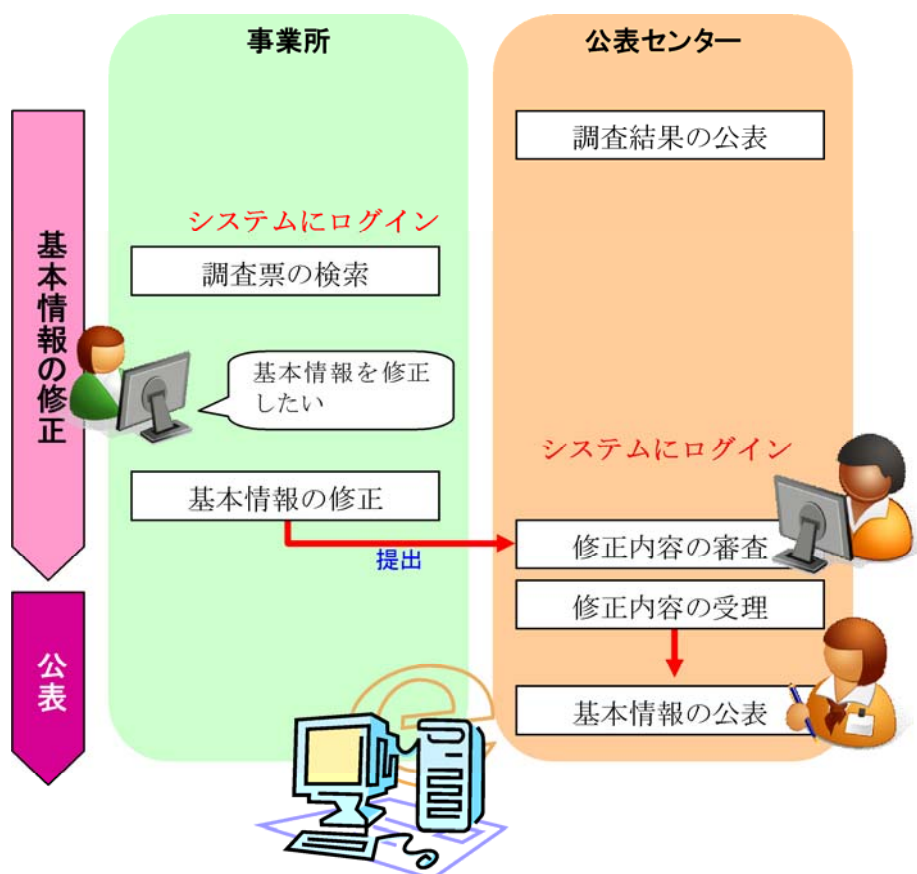 事業所
公表センター
調査結果の公表
システムにログイン
調査票の検索
基本情報の修正
基本情報を修正
したい
システムにログイン
基本情報の修正
提出
修正内容の審査
修正内容の受理
公表
基本情報の公表
e